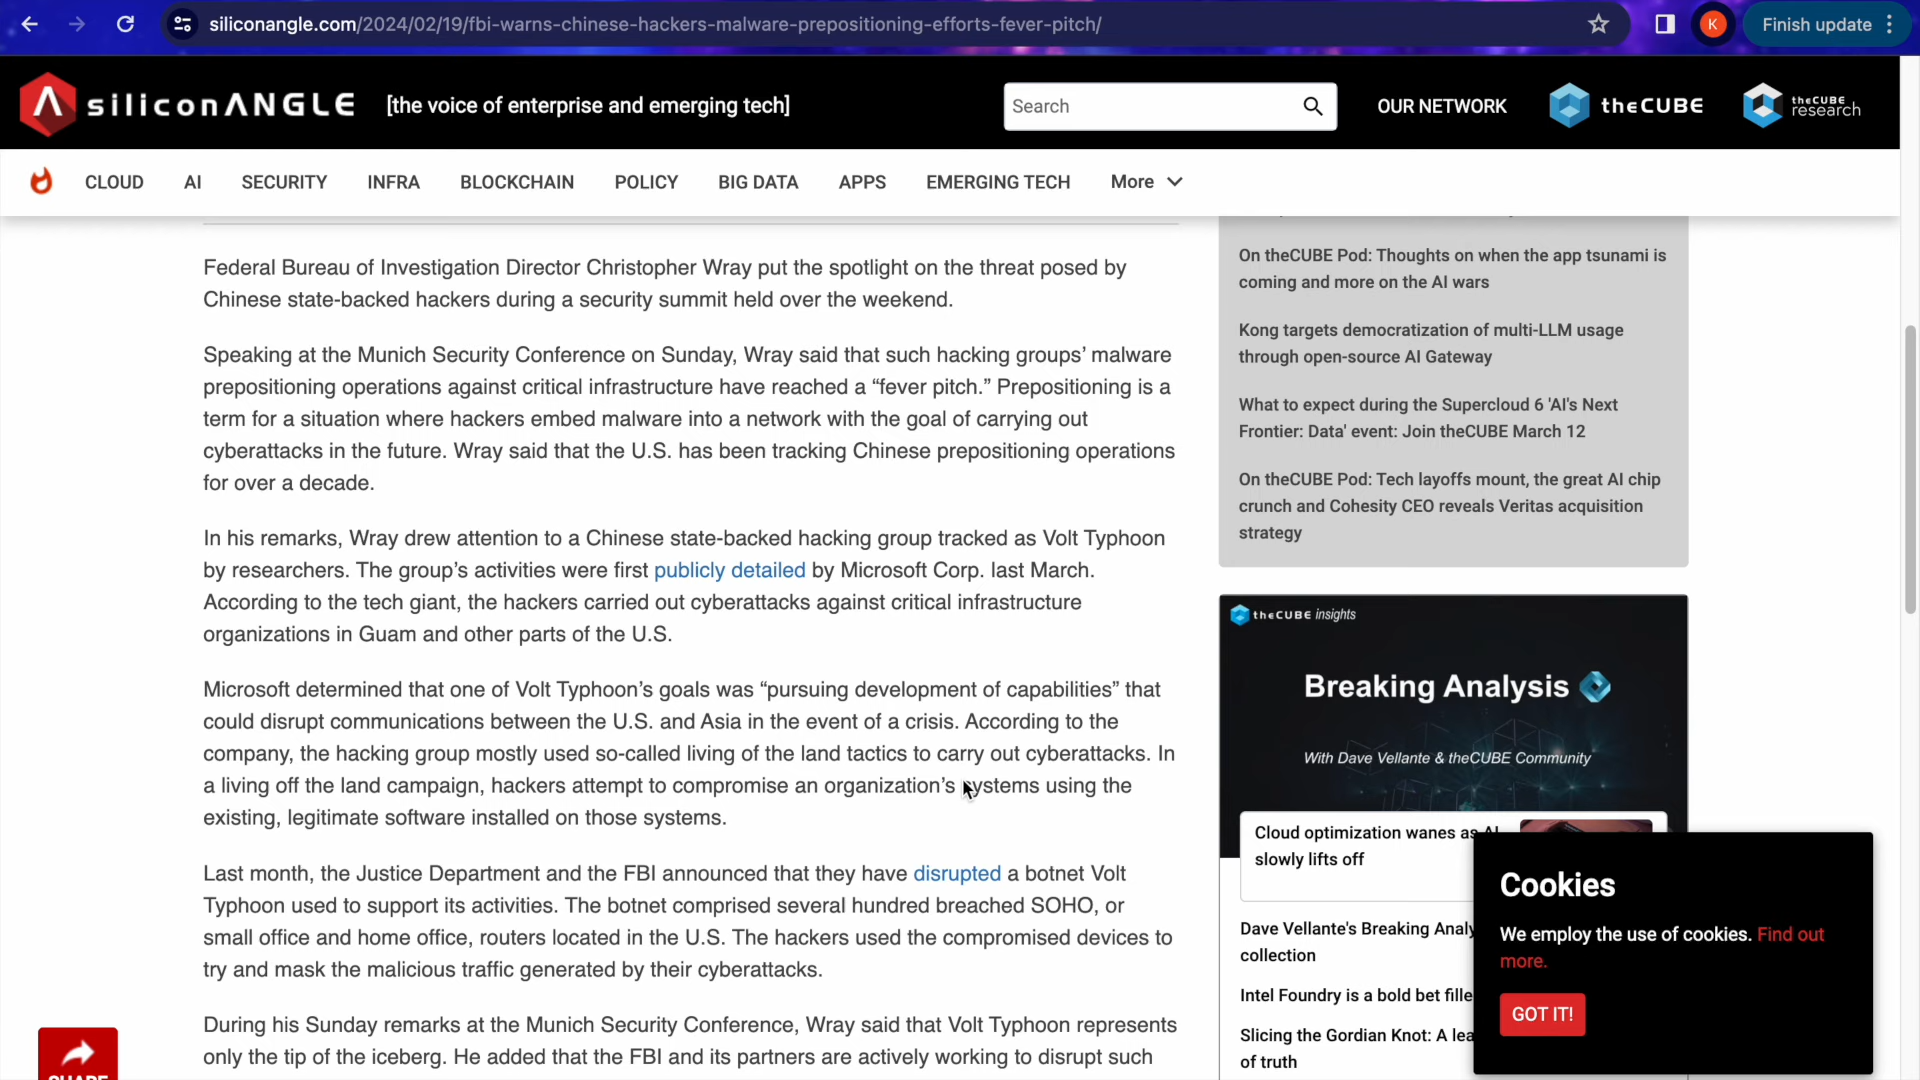 siliconangle.com/2024/02/19/fbi-warns-chinese-hackers-malware-prepositioning-efforts-fever-pitch/
K
Finish update
siliconANGLE
[the voice of enterprise and emerging tech]
Search
OUR NETWORK
theCUBE
theCUBE
research
CLOUD
AI
SECURITY
INFRA
BLOCKCHAIN
POLICY
BIG DATA
APPS
EMERGING TECH
More
Federal Bureau of Investigation Director Christopher Wray put the spotlight on the threat posed by
Chinese state-backed hackers during a security summit held over the weekend.
Speaking at the Munich Security Conference on Sunday, Wray said that such hacking groups’ malware
prepositioning operations against critical infrastructure have reached a “fever pitch.” Prepositioning is a
term for a situation where hackers embed malware into a network with the goal of carrying out
cyberattacks in the future. Wray said that the U.S. has been tracking Chinese prepositioning operations
for over a decade.
In his remarks, Wray drew attention to a Chinese state-backed hacking group tracked as Volt Typhoon
by researchers. The group’s activities were first publicly detailed by Microsoft Corp. last March.
According to the tech giant, the hackers carried out cyberattacks against critical infrastructure
organizations in Guam and other parts of the U.S.
Microsoft determined that one of Volt Typhoon’s goals was “pursuing development of capabilities” that
could disrupt communications between the U.S. and Asia in the event of a crisis. According to the
company, the hacking group mostly used so-called living of the land tactics to carry out cyberattacks. In
a living off the land campaign, hackers attempt to compromise an organization’s systems using the
existing, legitimate software installed on those systems.
Last month, the Justice Department and the FBI announced that they have disrupted a botnet Volt
Typhoon used to support its activities. The botnet comprised several hundred breached SOHO, or
small office and home office, routers located in the U.S. The hackers used the compromised devices to
try and mask the malicious traffic generated by their cyberattacks.
During his Sunday remarks at the Munich Security Conference, Wray said that Volt Typhoon represents
only the tip of the iceberg. He added that the FBI and its partners are actively working to disrupt such
SHARE
On theCUBE Pod: Thoughts on when the app tsunami is
coming and more on the AI wars
Kong targets democratization of multi-LLM usage
through open-source AI Gateway
What to expect during the Supercloud 6 'AI's Next
Frontier: Data' event: Join theCUBE March 12
On theCUBE Pod: Tech layoffs mount, the great AI chip
crunch and Cohesity CEO reveals Veritas acquisition
strategy
theCUBE insights
Breaking Analysis
With Dave Vellante & theCUBE Community
Cloud optimization wanes as AI
slowly lifts off
Dave Vellante's Breaking Analy
collection
Intel Foundry is a bold bet fille
Slicing the Gordian Knot: A lea
of truth
Cookies
We employ the use of cookies. Find out
more.
GOT IT!